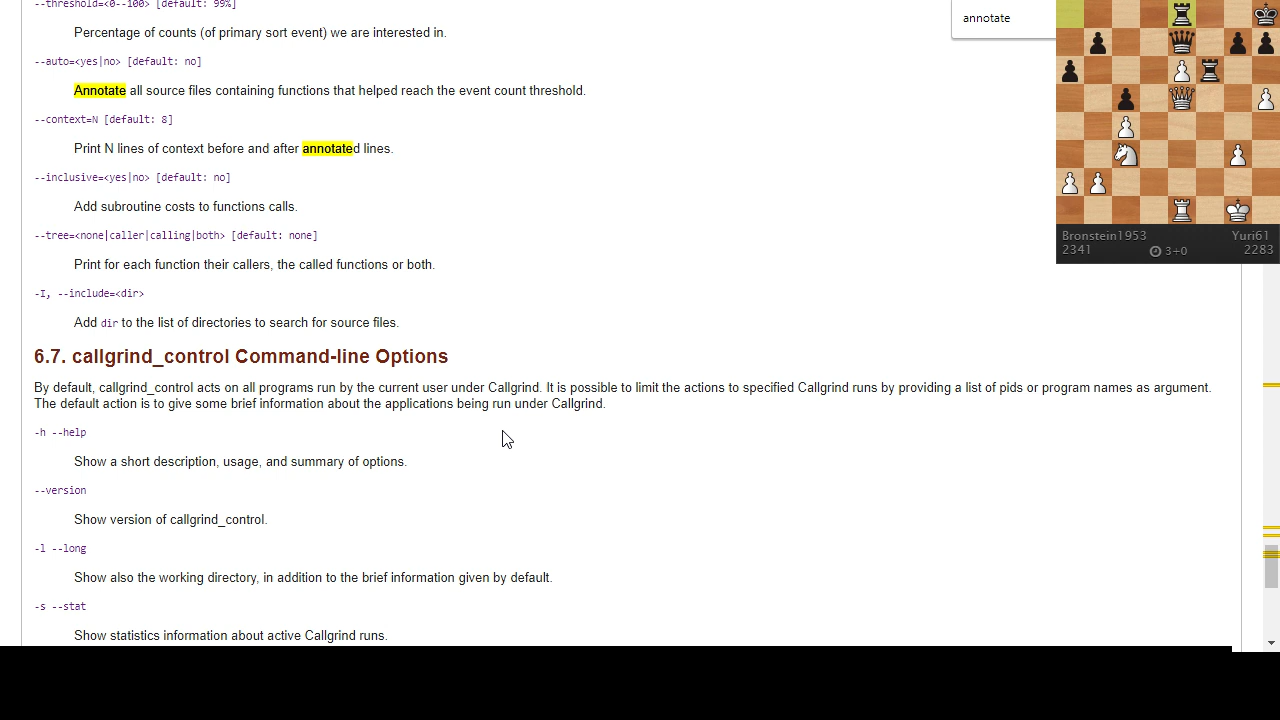 --threshold=<0--100> [default: 99%]
annotate
Percentage of counts (of primary sort event) we are interested in.
--auto=<yes|no> [default: no]
Annotate all source files containing functions that helped reach the event count threshold.
--context=N [default: 8]
Print N lines of context before and after annotated lines.
--inclusive=<yes|no> [default: no]
Add subroutine costs to functions calls.
--tree=<none|caller|calling|both> [default: none]
Bronstein1953 Yuri61
2341 3+0 2283
Print for each function their callers, the called functions or both.
-I, --include=<dir>
Add dir to the list of directories to search for source files.
6.7. callgrind_control Command-line Options
By default, callgrind_control acts on all programs run by the current user under Callgrind. It is possible to limit the actions to specified Callgrind runs by providing a list of pids or program names as argument.
The default action is to give some brief information about the applications being run under Callgrind.
-h --help
Show a short description, usage, and summary of options.
--version
Show version of callgrind_control.
-l --long
Show also the working directory, in addition to the brief information given by default.
-s --stat
Show statistics information about active Callgrind runs.